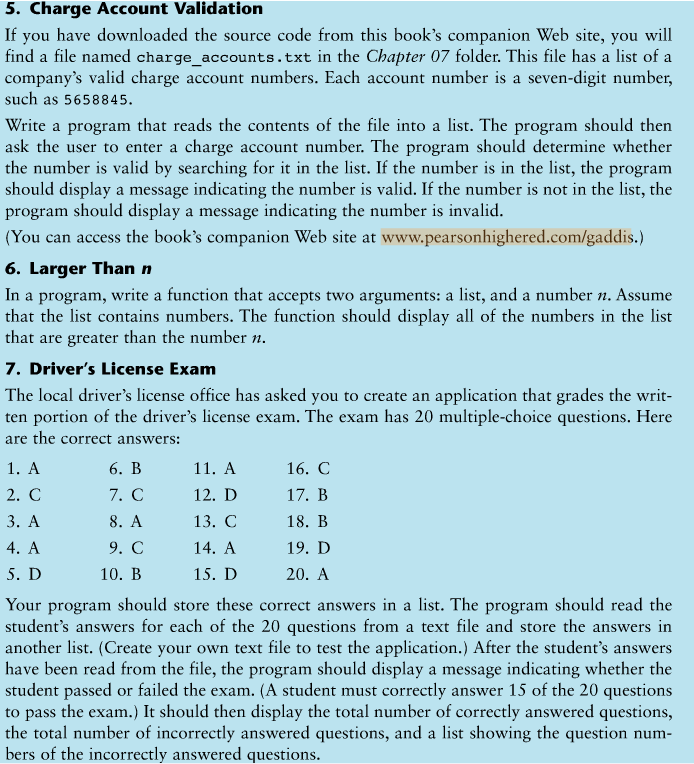 5. Charge Account Validation
If you have downloaded the source code from this book's companion Web site, you will
find a file named charge_accounts.txt in the Chapter 07 folder. This file has a list of a
company's valid charge account numbers. Each account number is a seven-digit number,
such as 5658845.
Write a program that reads the contents of the file into a list. The program should then
ask the user to enter a charge account number. The program should determine whether
the number is valid by searching for it in the list. If the number is in the list, the program
should display a message indicating the number is valid. If the number is not in the list, the
program should display a message indicating the number is invalid.
(You can access the book's companion Web site at www.pearsonhighered.com/gaddis.)
6. Larger Than n
In a program, write a function that accepts two arguments: a list, and a number n. Assume
that the list contains numbers. The function should display all of the numbers in the list
that are greater than the number n.
7. Driver's License Exam
The local driver's license office has asked you to create an application that grades the writ-
ten portion of the driver's license exam. The exam has 20 multiple-choice questions. Here
are the correct answers:
1. A 6. B 11. A 16. C
2. C 7. C 12. D 17. B
3. A 8. A 13. C 18. B
4. A 9. C 14. A 19. D
5. D 10. B 15. D 20. A
Your program should store these correct answers in a list. The program should read the
student's answers for each of the 20 questions from a text file and store the answers in
another list. (Create your own text file to test the application.) After the student's answers
have been read from the file, the program should display a message indicating whether the
student passed or failed the exam. (A student must correctly answer 15 of the 20 questions
to pass the exam.) It should then display the total number of correctly answered questions,
the total number of incorrectly answered questions, and a list showing the question num-
bers of the incorrectly answered questions.